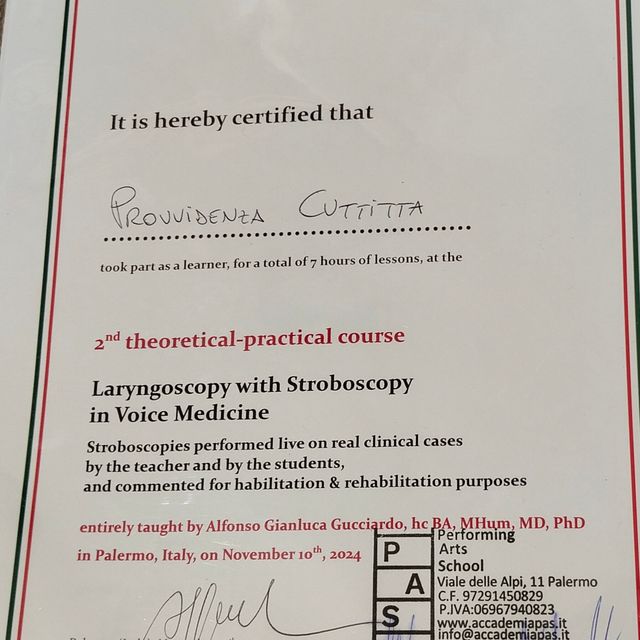 It is hereby certified that
PROVVIDENZA CUTTITTA
took part as a learner, for a total of 7 hours of lessons, at the
2nd theoretical-practical course
Laryngoscopy with Stroboscopy
in Voice Medicine
Stroboscopies performed live on real clinical cases
by the teacher and by the students,
and commented for habilitation & rehabilitation purposes
entirely taught by Alfonso Gianluca Gucciardo, hc BA, MHum, MD, PhD
in Palermo, Italy, on November 10th, 2024
P
A
S
Performing
Arts
School
Viale delle Alpi, 11 Palermo
C.F. 97291450829
P.IVA:06967940823
www.accademiapas.it
info@accademiapas.it